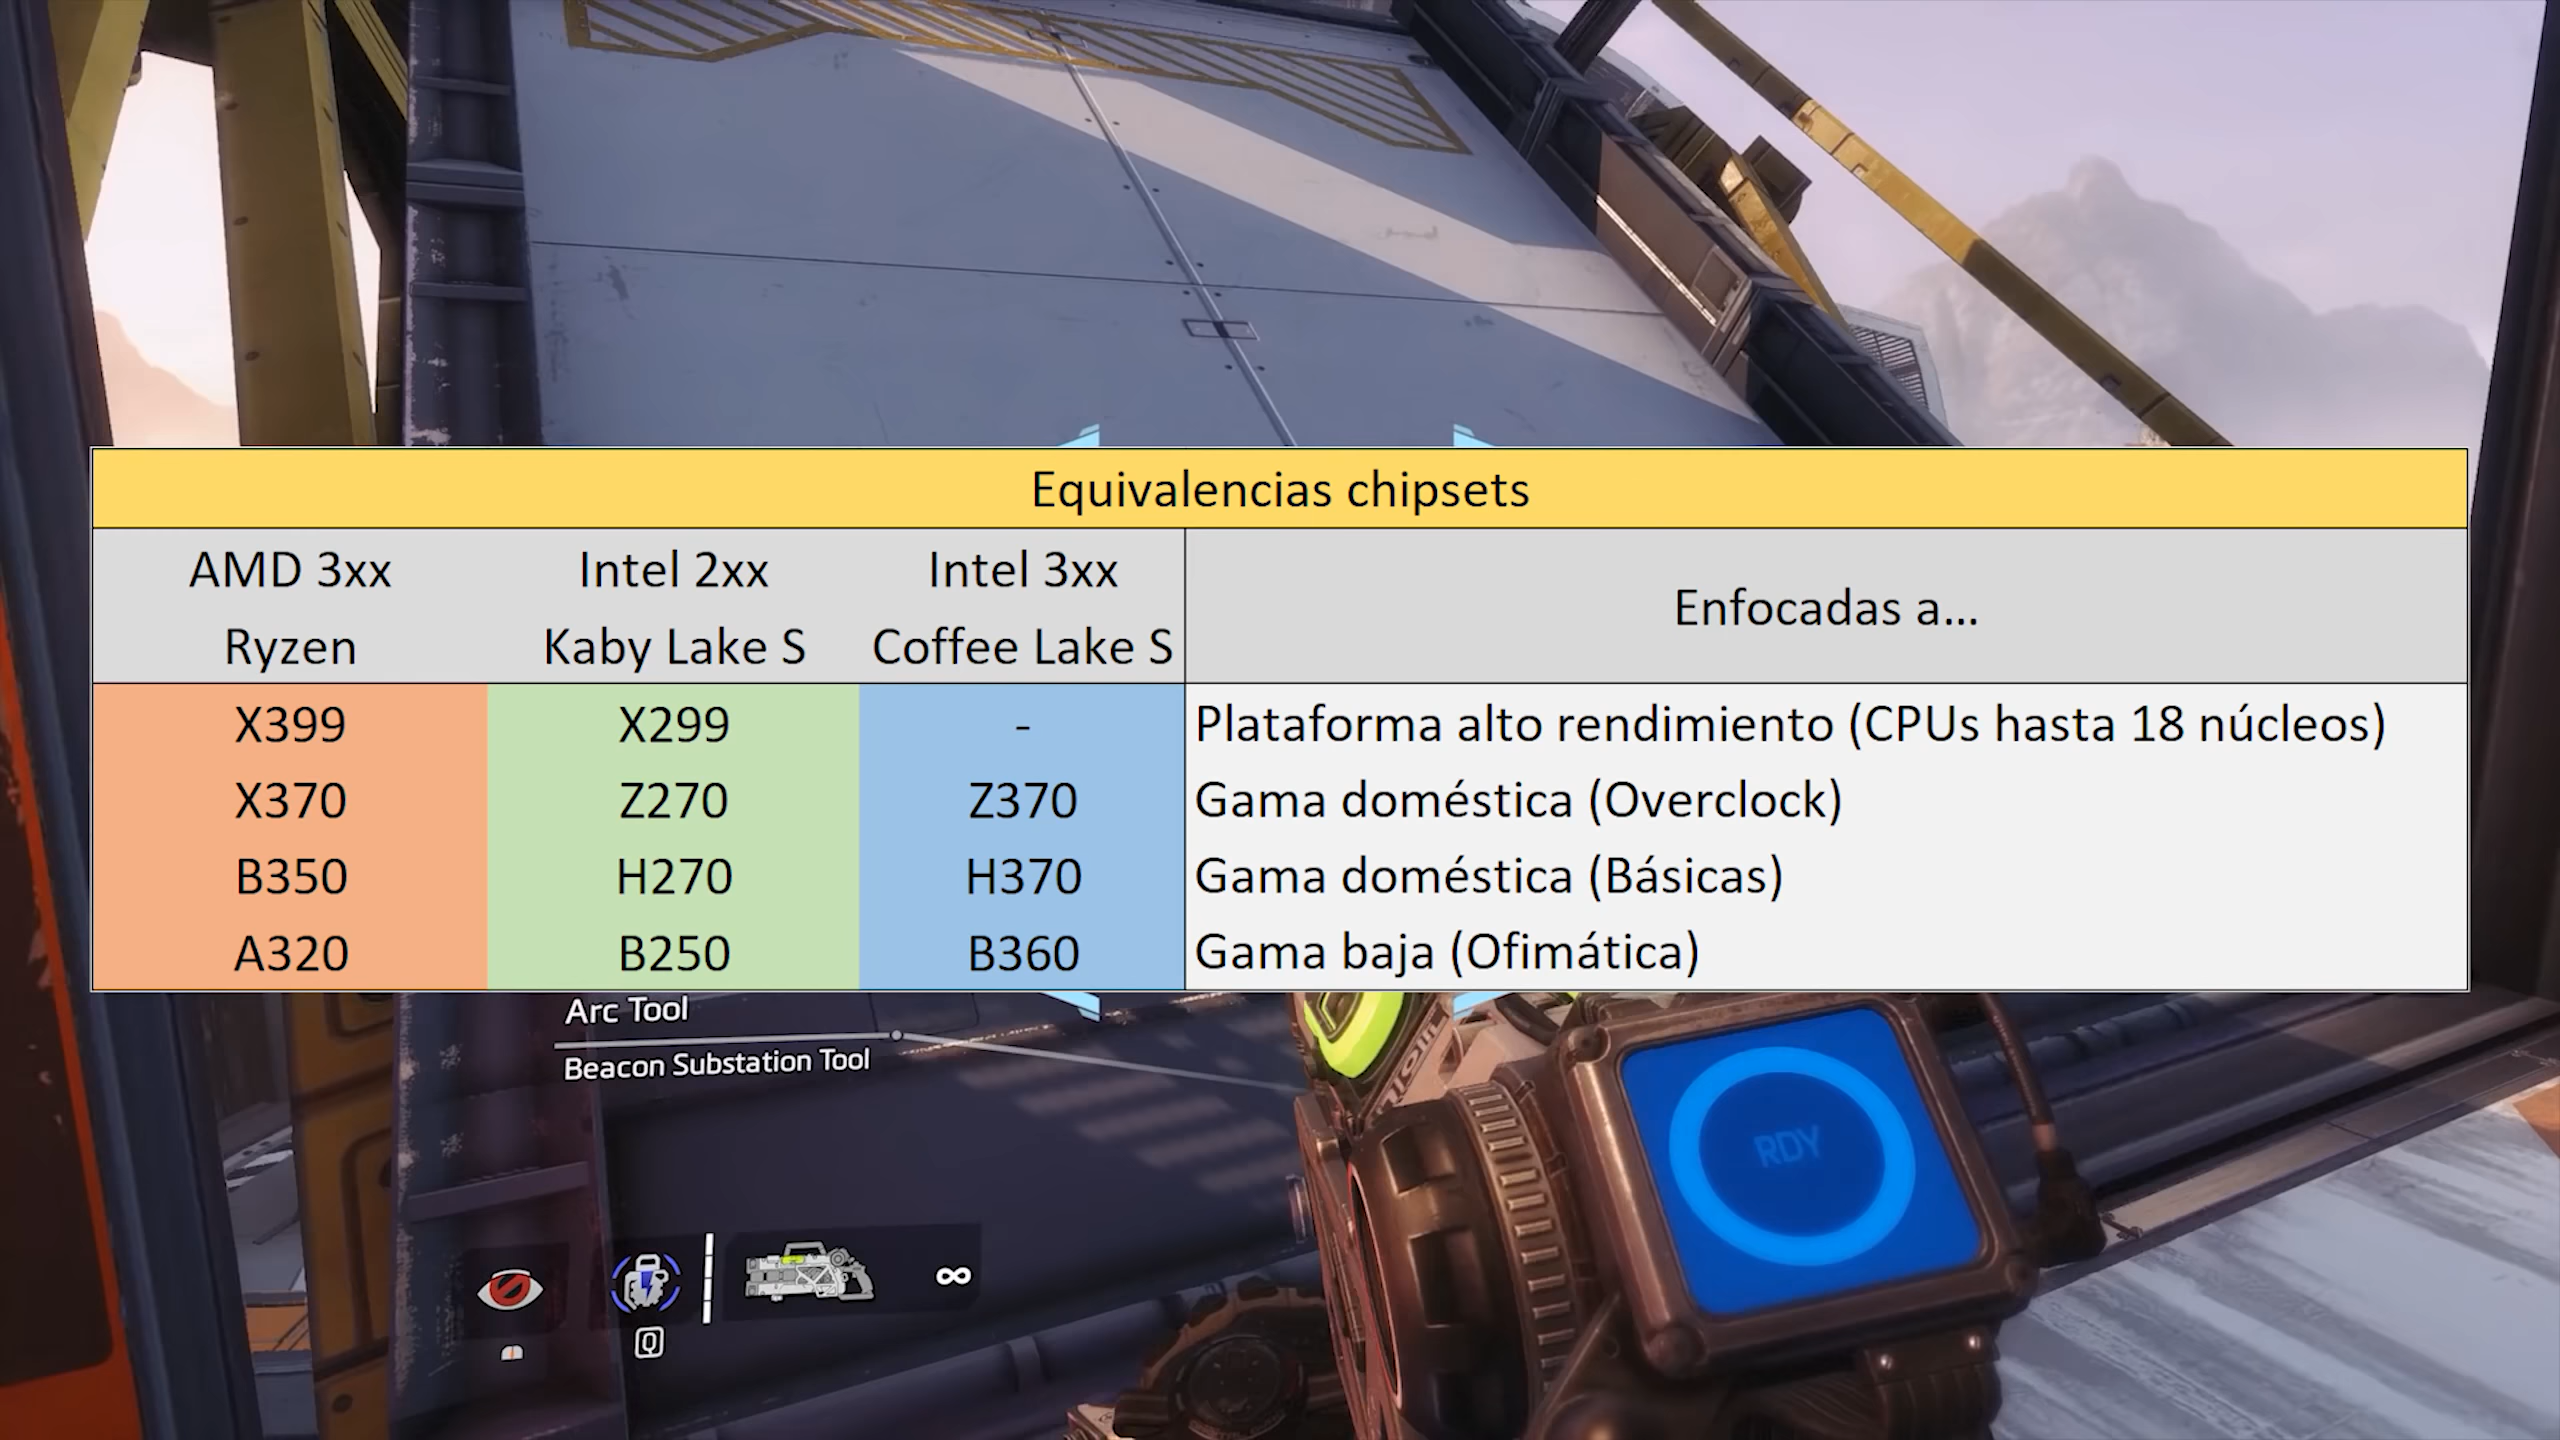 Equivalencias chipsets
AMD 3xx Ryzen
Intel 2xx Kaby Lake S
Intel 3xx Coffee Lake S
Enfocadas a...
X399 X299 - Plataforma alto rendimiento (CPUs hasta 18 núcleos)
X370 Z270 Z370 Gama doméstica (Overclock)
B350 H270 H370 Gama doméstica (Básicas)
A320 B250 B360 Gama baja (Ofimática)
Arc Tool
Beacon Substation Tool
RDY
∞
Q